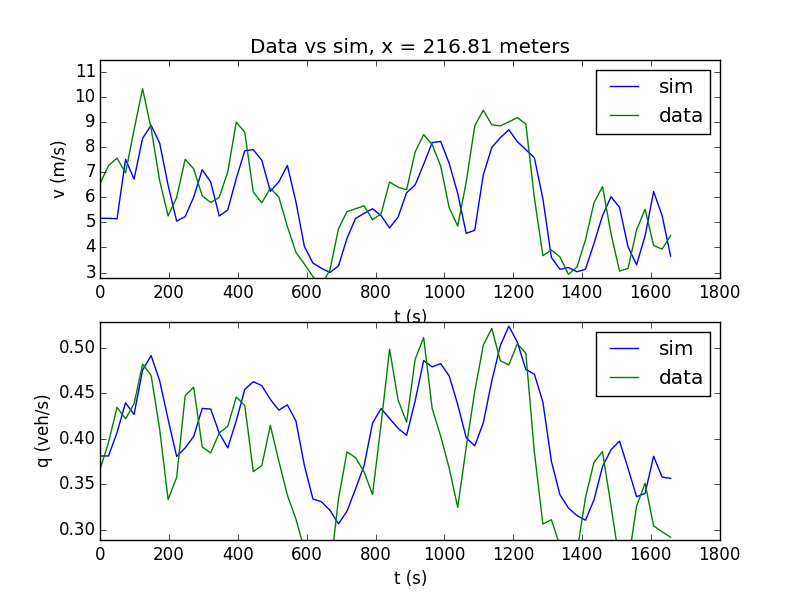 Data vs sim, x = 216.81 meters
v (m/s)
11
10
9
8
7
6
5
4
3
sim
data
0 200 400 600 800 1000 1200 1400 1600 1800
t (s)
q (veh/s)
0.50
0.45
0.40
0.35
0.30
sim
data
0 200 400 600 800 1000 1200 1400 1600 1800
t (s)